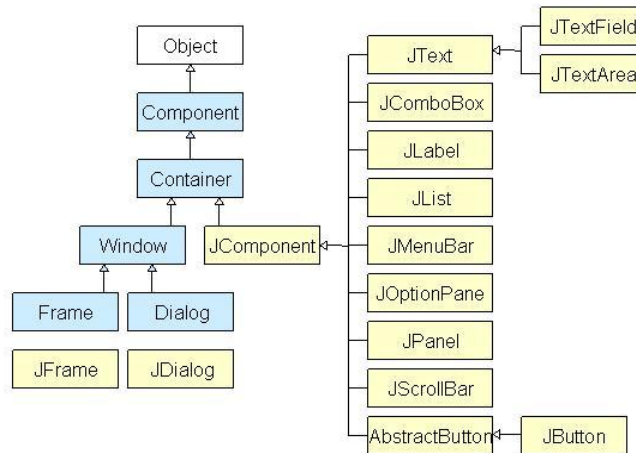 Object
Component
Container
Window
JComponent
Frame
Dialog
JFrame
JDialog
JText
JComboBox
JLabel
JList
JMenuBar
JOptionPane
JPanel
JScrollBar
AbstractButton
JTextField
JTextArea
JButton